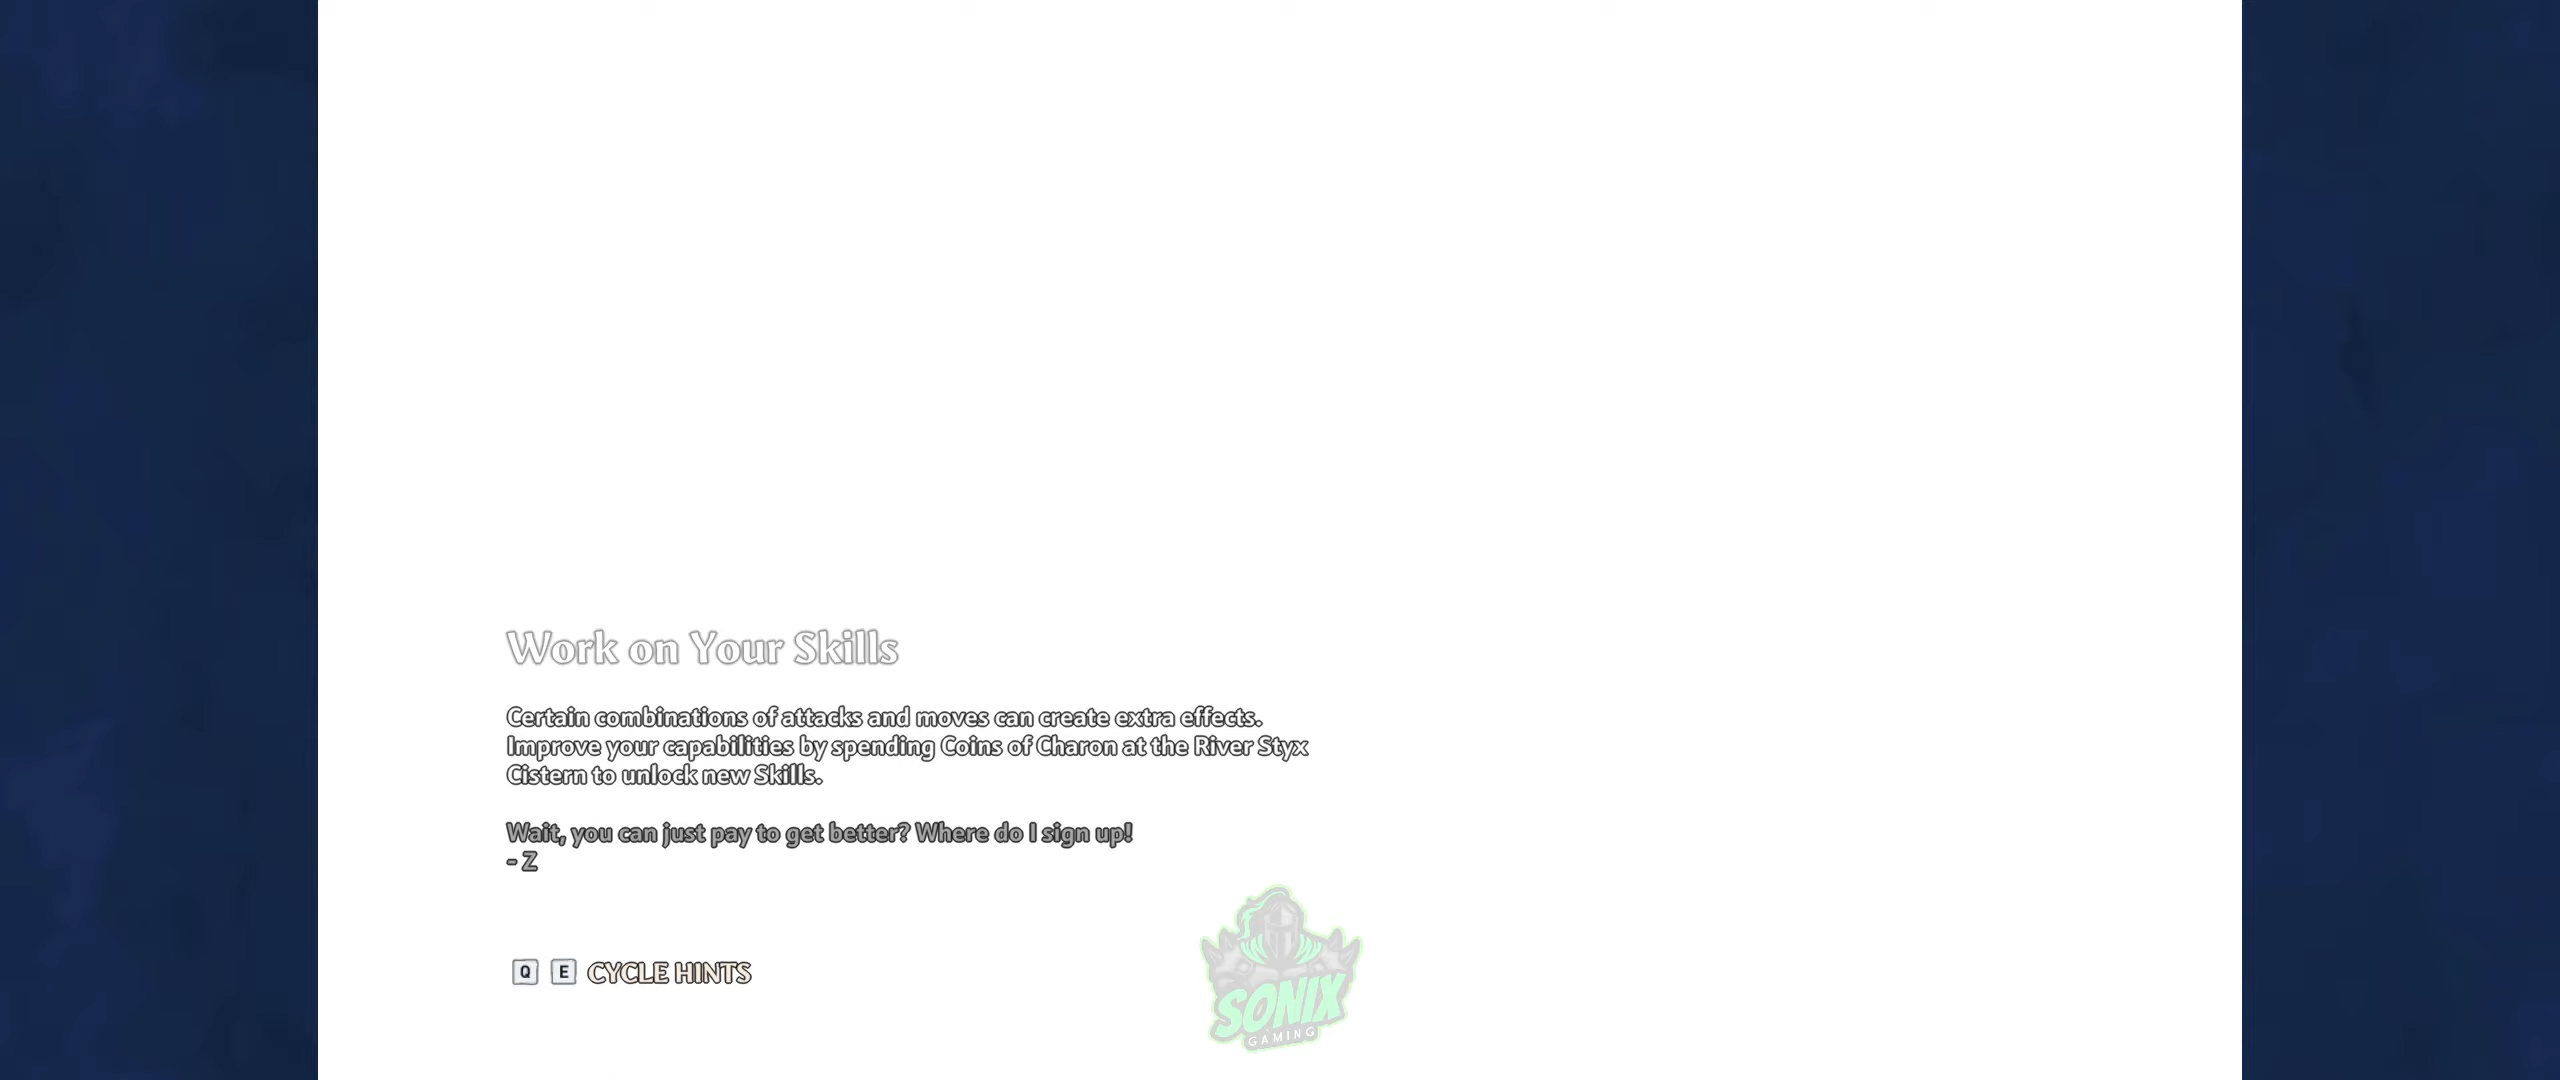 Work on Your Skills
Certain combinations of attacks and moves can create extra effects.
Improve your capabilities by spending Coins of Charon at the River Styx
Cistern to unlock new Skills.
Wait, you can just pay to get better? Where do I sign up!
- Z
Q E CYCLE HINTS
SONIX
GAMING